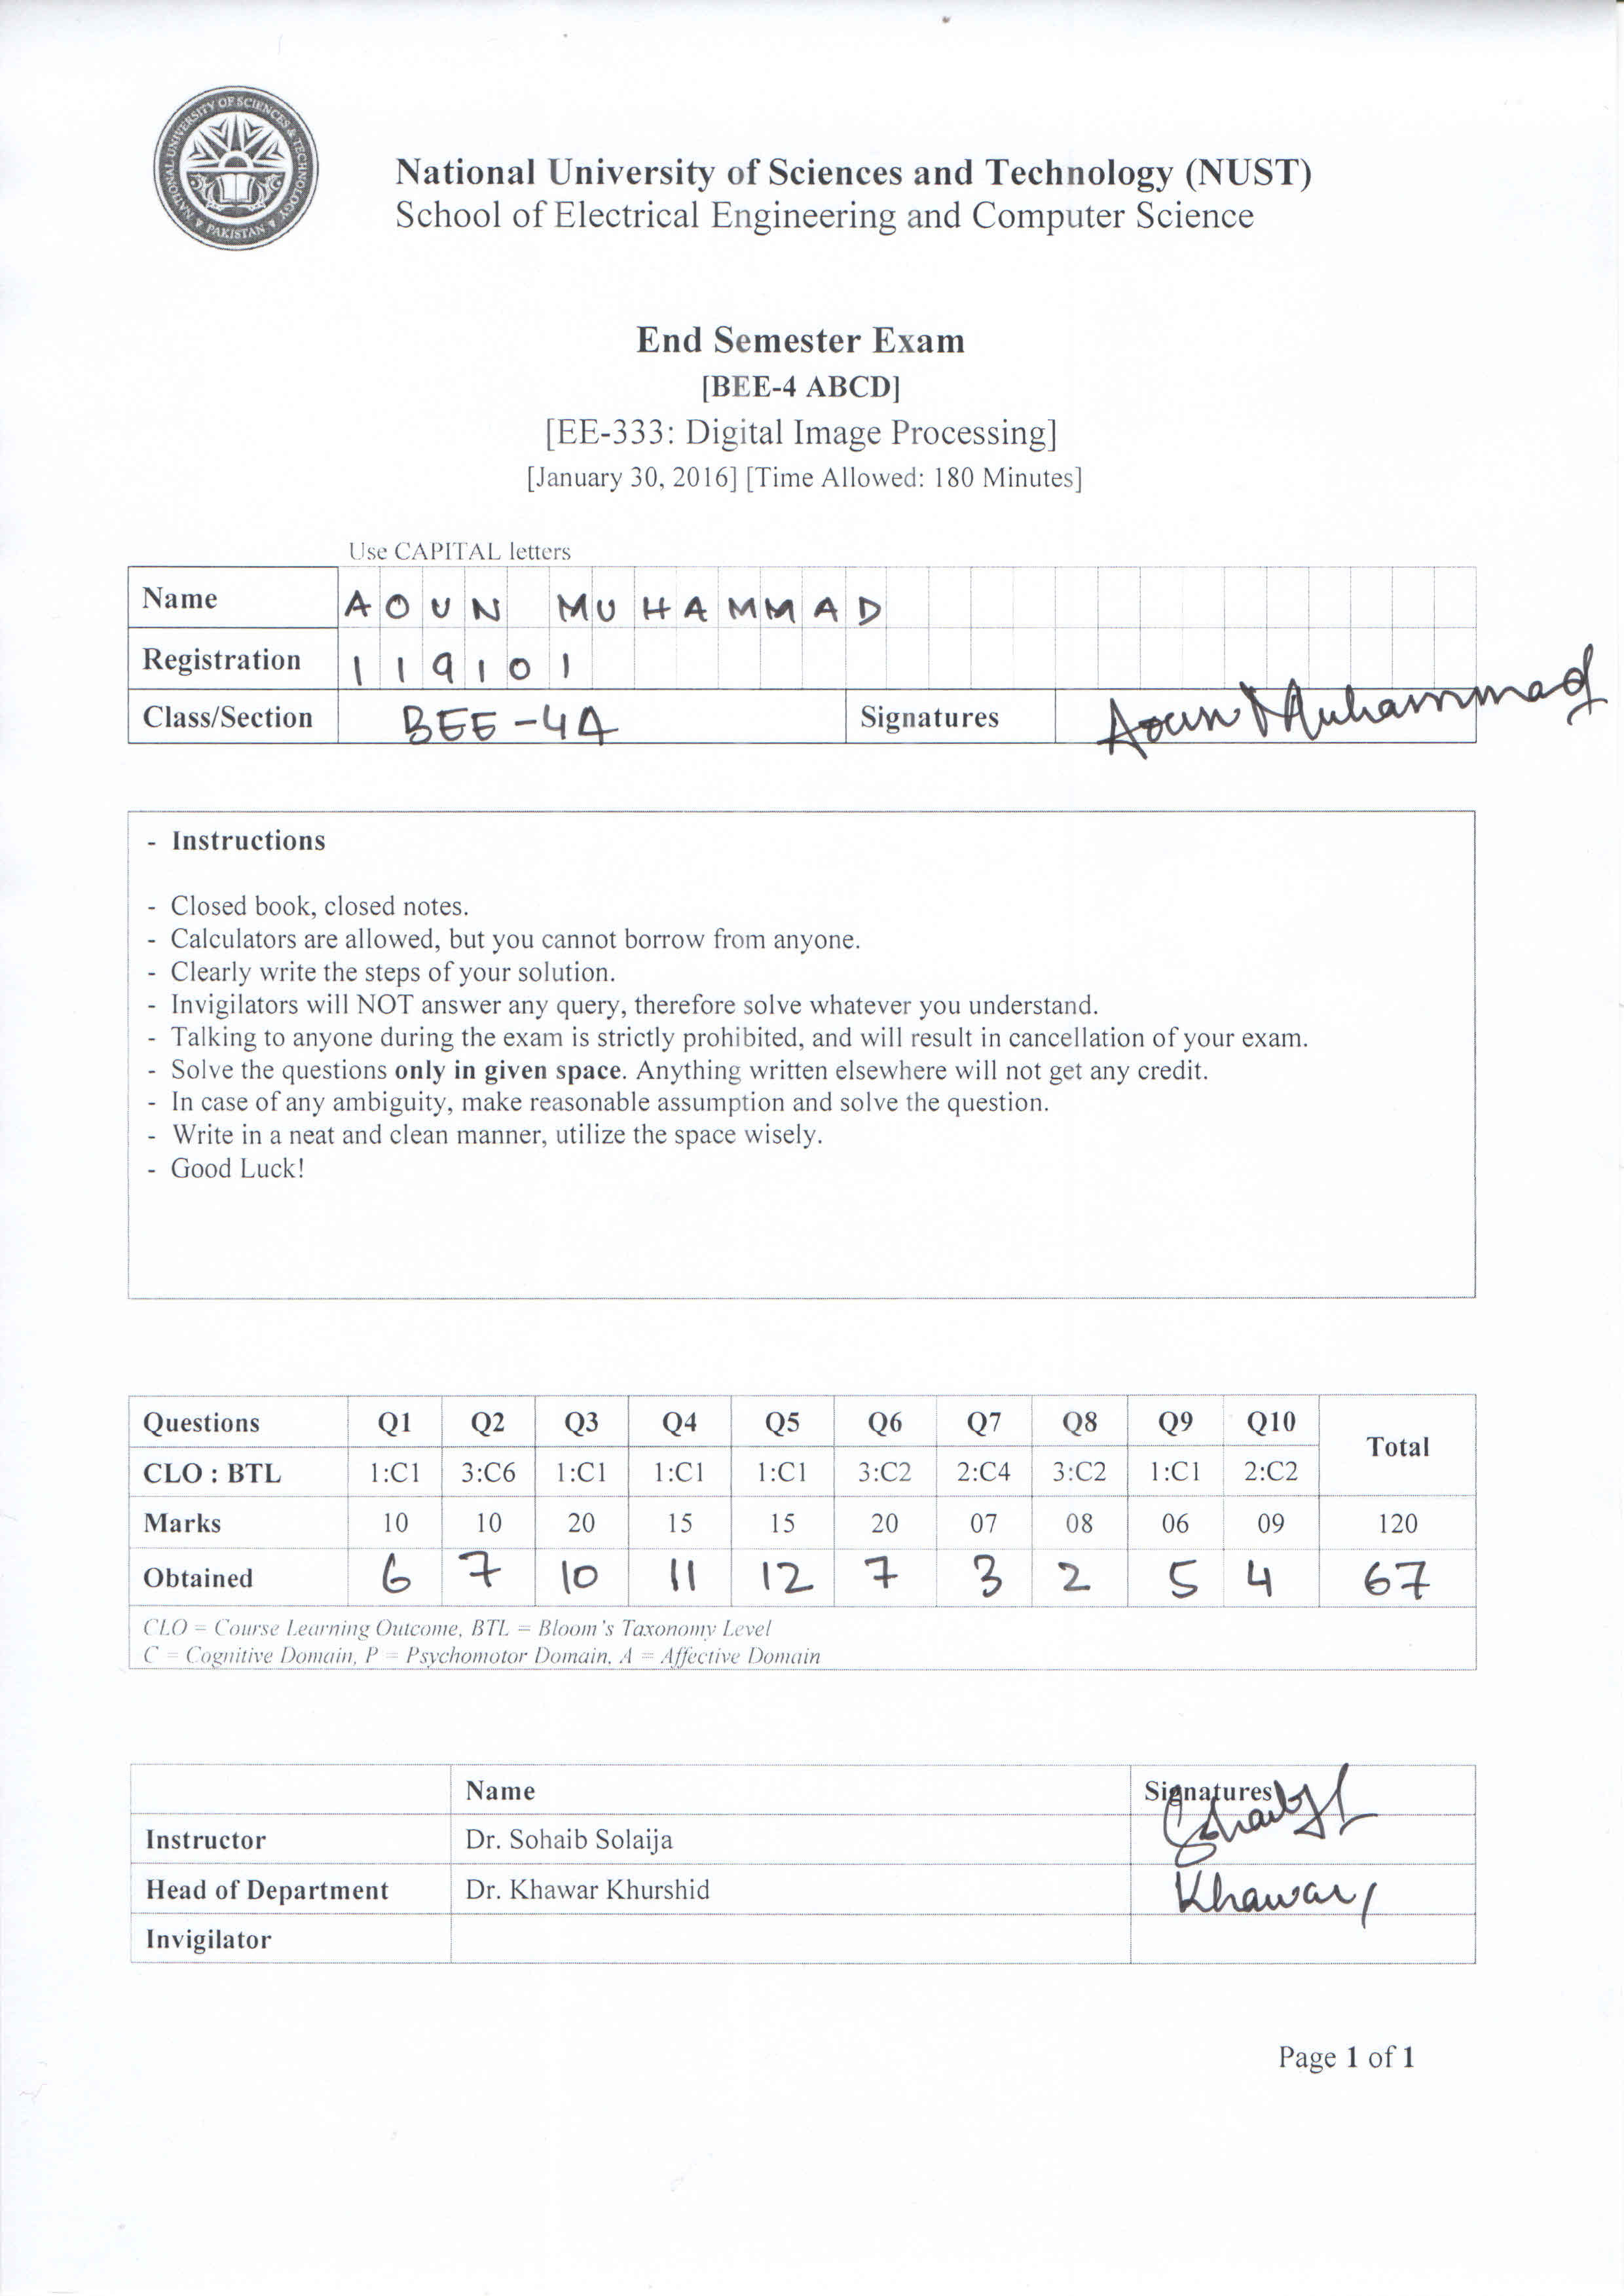 NATIONAL UNIVERSITY OF SCIENCES & TECHNOLOGY
PAKISTAN
National University of Sciences and Technology (NUST)
School of Electrical Engineering and Computer Science
End Semester Exam
[BEE-4 ABCD]
[EE-333: Digital Image Processing]
[January 30, 2016] [Time Allowed: 180 Minutes]
Use CAPITAL letters
Name AOUN MUHAMMAD
Registration 119101
Class/Section BEE-4A Signatures Aoun Muhammad
- Instructions
- Closed book, closed notes.
- Calculators are allowed, but you cannot borrow from anyone.
- Clearly write the steps of your solution.
- Invigilators will NOT answer any query, therefore solve whatever you understand.
- Talking to anyone during the exam is strictly prohibited, and will result in cancellation of your exam.
- Solve the questions only in given space. Anything written elsewhere will not get any credit.
- In case of any ambiguity, make reasonable assumption and solve the question.
- Write in a neat and clean manner, utilize the space wisely.
- Good Luck!
Questions Q1 Q2 Q3 Q4 Q5 Q6 Q7 Q8 Q9 Q10 Total
CLO : BTL 1:C1 3:C6 1:C1 1:C1 1:C1 3:C2 2:C4 3:C2 1:C1 2:C2
Marks 10 10 20 15 15 20 07 08 06 09 120
Obtained 6 7 10 11 12 7 3 2 5 4 67
CLO = Course Learning Outcome, BTL = Bloom's Taxonomy Level
C = Cognitive Domain, P = Psychomotor Domain, A = Affective Domain
Name Signatures
Instructor Dr. Sohaib Solaija
Head of Department Dr. Khawar Khurshid Khawar
Invigilator
Page 1 of 1